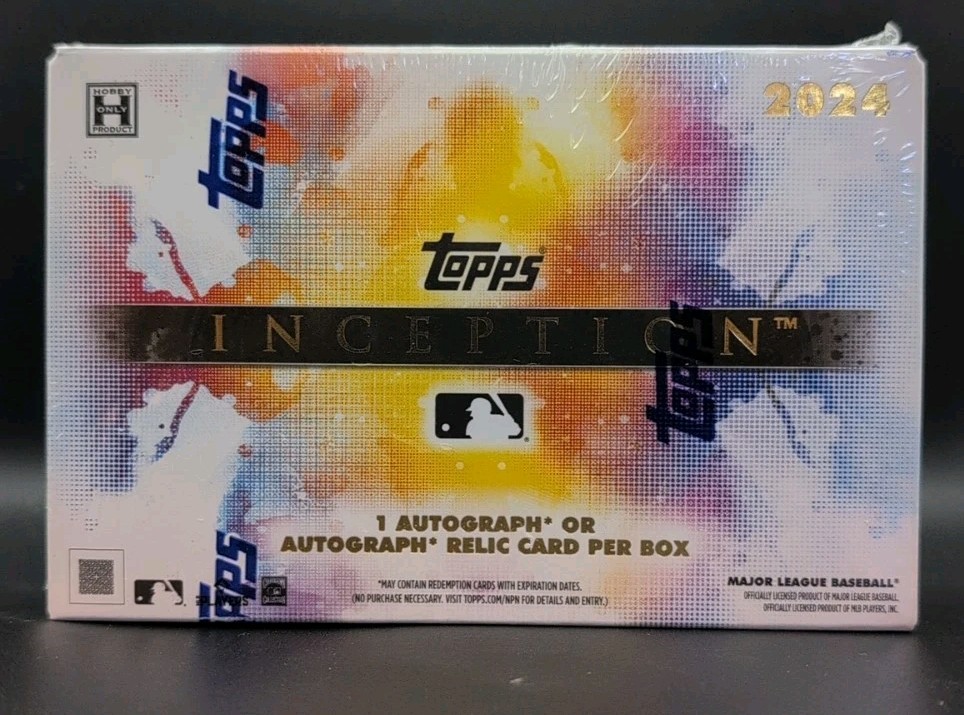 HOBBY
ONLY
PRODUCT
2024
topps
topps®
INCEPTION™
topps
1 AUTOGRAPH* OR
AUTOGRAPH* RELIC CARD PER BOX
*MAY CONTAIN REDEMPTION CARDS WITH EXPIRATION DATES.
(NO PURCHASE NECESSARY. VISIT TOPPS.COM/NPN FOR DETAILS AND ENTRY.)
MAJOR LEAGUE BASEBALL®
OFFICIALLY LICENSED PRODUCT OF MAJOR LEAGUE BASEBALL.
OFFICIALLY LICENSED PRODUCT OF MLB PLAYERS, INC.
pps
PLAYERS